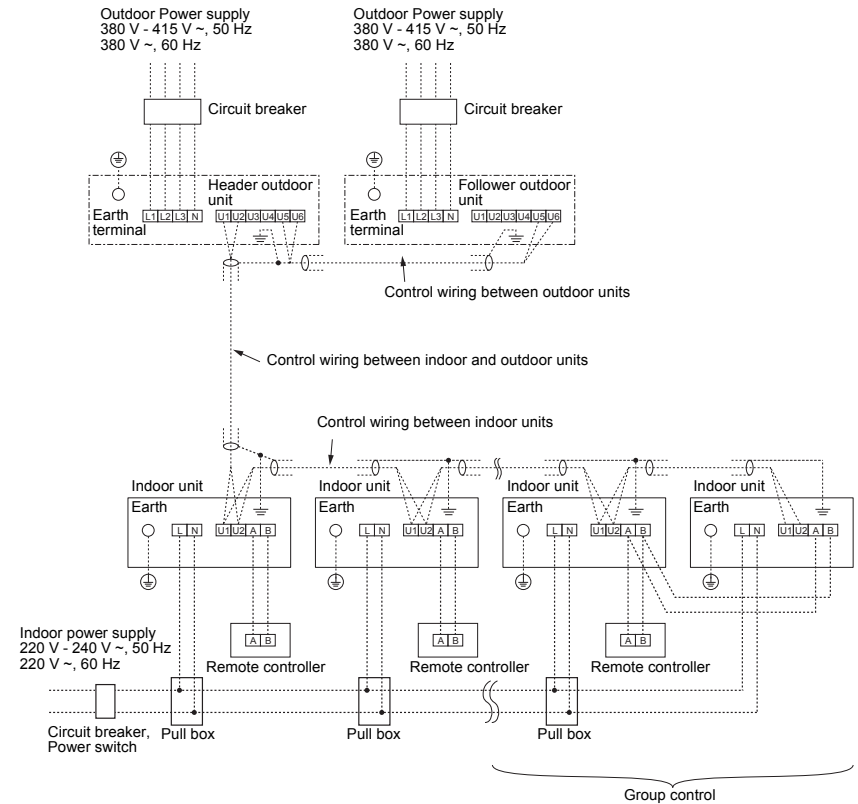 Outdoor Power supply
380 V - 415 V ~, 50 Hz
380 V ~, 60 Hz
Outdoor Power supply
380 V - 415 V ~, 50 Hz
380 V ~, 60 Hz
Circuit breaker
Circuit breaker
Header outdoor
unit
Earth
terminal
L1 L2 L3 N
U1 U2 U3 U4 U5 U6
Follower outdoor
unit
Earth
terminal
L1 L2 L3 N
U1 U2 U3 U4 U5 U6
Control wiring between outdoor units
Control wiring between indoor and outdoor units
Control wiring between indoor units
Indoor unit
Indoor unit
Indoor unit
Indoor unit
Earth
Earth
Earth
Earth
L N
U1 U2 A B
L N
U1 U2 A B
L N
U1 U2 A B
L N
U1 U2 A B
A B
A B
A B
Remote controller
Remote controller
Remote controller
Indoor power supply
220 V - 240 V ~, 50 Hz
220 V ~, 60 Hz
Circuit breaker,
Power switch
Pull box
Pull box
Pull box
Group control